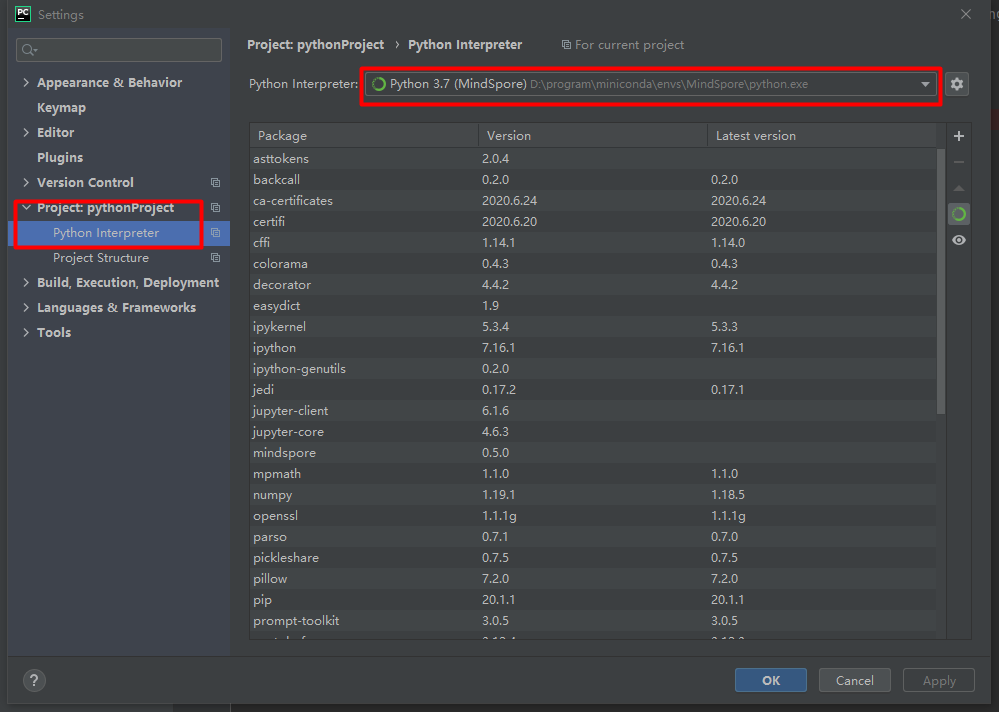 PC Settings
Project: pythonProject › Python Interpreter For current project
Python Interpreter: Python 3.7 (MindSpore) D:\program\miniconda\envs\MindSpore\python.exe
Appearance & Behavior
Keymap
Editor
Plugins
Version Control
Project: pythonProject
Python Interpreter
Project Structure
Build, Execution, Deployment
Languages & Frameworks
Tools
Package Version Latest version
asttokens 2.0.4
backcall 0.2.0 0.2.0
ca-certificates 2020.6.24 2020.6.24
certifi 2020.6.20 2020.6.20
cffi 1.14.1 1.14.0
colorama 0.4.3 0.4.3
decorator 4.4.2 4.4.2
easydict 1.9
ipykernel 5.3.4 5.3.3
ipython 7.16.1 7.16.1
ipython-genutils 0.2.0
jedi 0.17.2 0.17.1
jupyter-client 6.1.6
jupyter-core 4.6.3
mindspore 0.5.0
mpmath 1.1.0 1.1.0
numpy 1.19.1 1.18.5
openssl 1.1.1g 1.1.1g
parso 0.7.1 0.7.0
pickleshare 0.7.5 0.7.5
pillow 7.2.0 7.2.0
pip 20.1.1 20.1.1
prompt-toolkit 3.0.5 3.0.5
? OK Cancel Apply